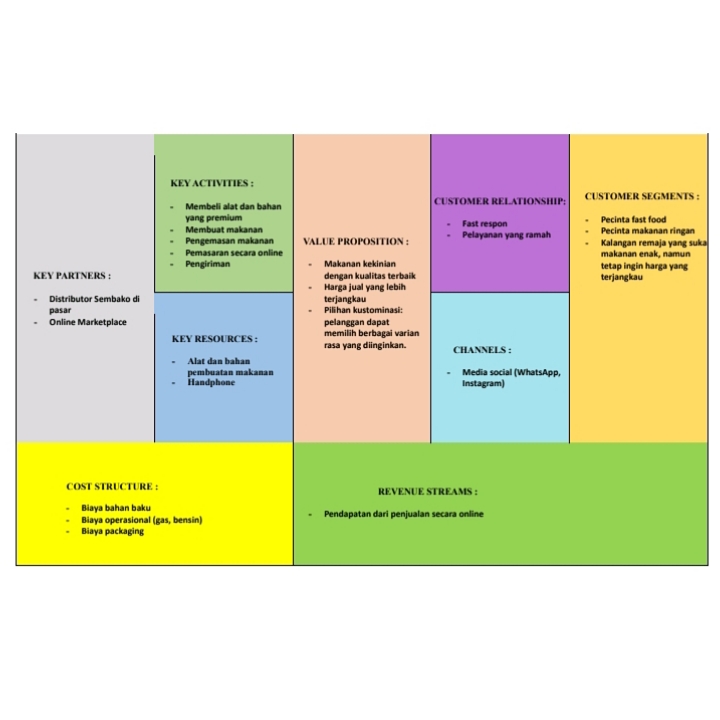 KEY PARTNERS :
- Distributor Sembako di
pasar
- Online Marketplace
KEY ACTIVITIES :
- Membeli alat dan bahan
yang premium
- Membuat makanan
- Pengemasan makanan
- Pemasaran secara online
- Pengiriman
KEY RESOURCES :
- Alat dan bahan
pembuatan makanan
- Handphone
VALUE PROPOSITION :
- Makanan kekinian
dengan kualitas terbaik
- Harga jual yang lebih
terjangkau
- Pilihan kustominasi:
pelanggan dapat
memilih berbagai varian
rasa yang diinginkan.
CUSTOMER RELATIONSHIP:
- Fast respon
- Pelayanan yang ramah
CHANNELS :
- Media social (WhatsApp,
Instagram)
CUSTOMER SEGMENTS :
- Pecinta fast food
- Pecinta makanan ringan
- Kalangan remaja yang suka
makanan enak, namun
tetap ingin harga yang
terjangkau
COST STRUCTURE :
- Biaya bahan baku
- Biaya operasional (gas, bensin)
- Biaya packaging
REVENUE STREAMS :
- Pendapatan dari penjualan secara online